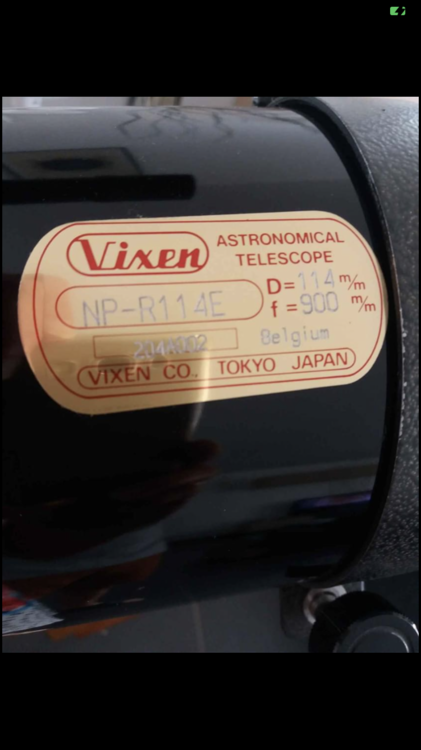 Vixen
ASTRONOMICAL
TELESCOPE
NP-R114E
D=114 m/m
f=900 m/m
Belgium
VIXEN CO., TOKYO JAPAN